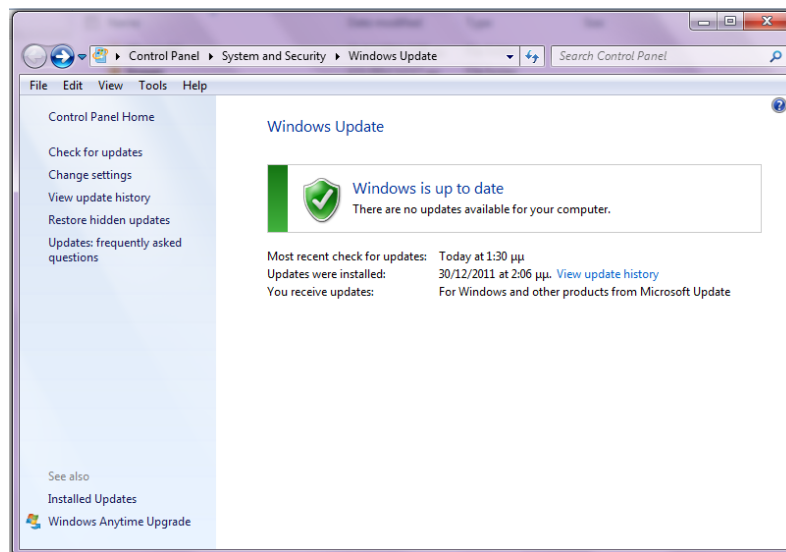 Control Panel ▸ System and Security ▸ Windows Update
Search Control Panel
File Edit View Tools Help
Control Panel Home
Check for updates
Change settings
View update history
Restore hidden updates
Updates: frequently asked
questions
See also
Installed Updates
Windows Anytime Upgrade
Windows Update
Windows is up to date
There are no updates available for your computer.
Most recent check for updates: Today at 1:30 μμ
Updates were installed: 30/12/2011 at 2:06 μμ. View update history
You receive updates: For Windows and other products from Microsoft Update